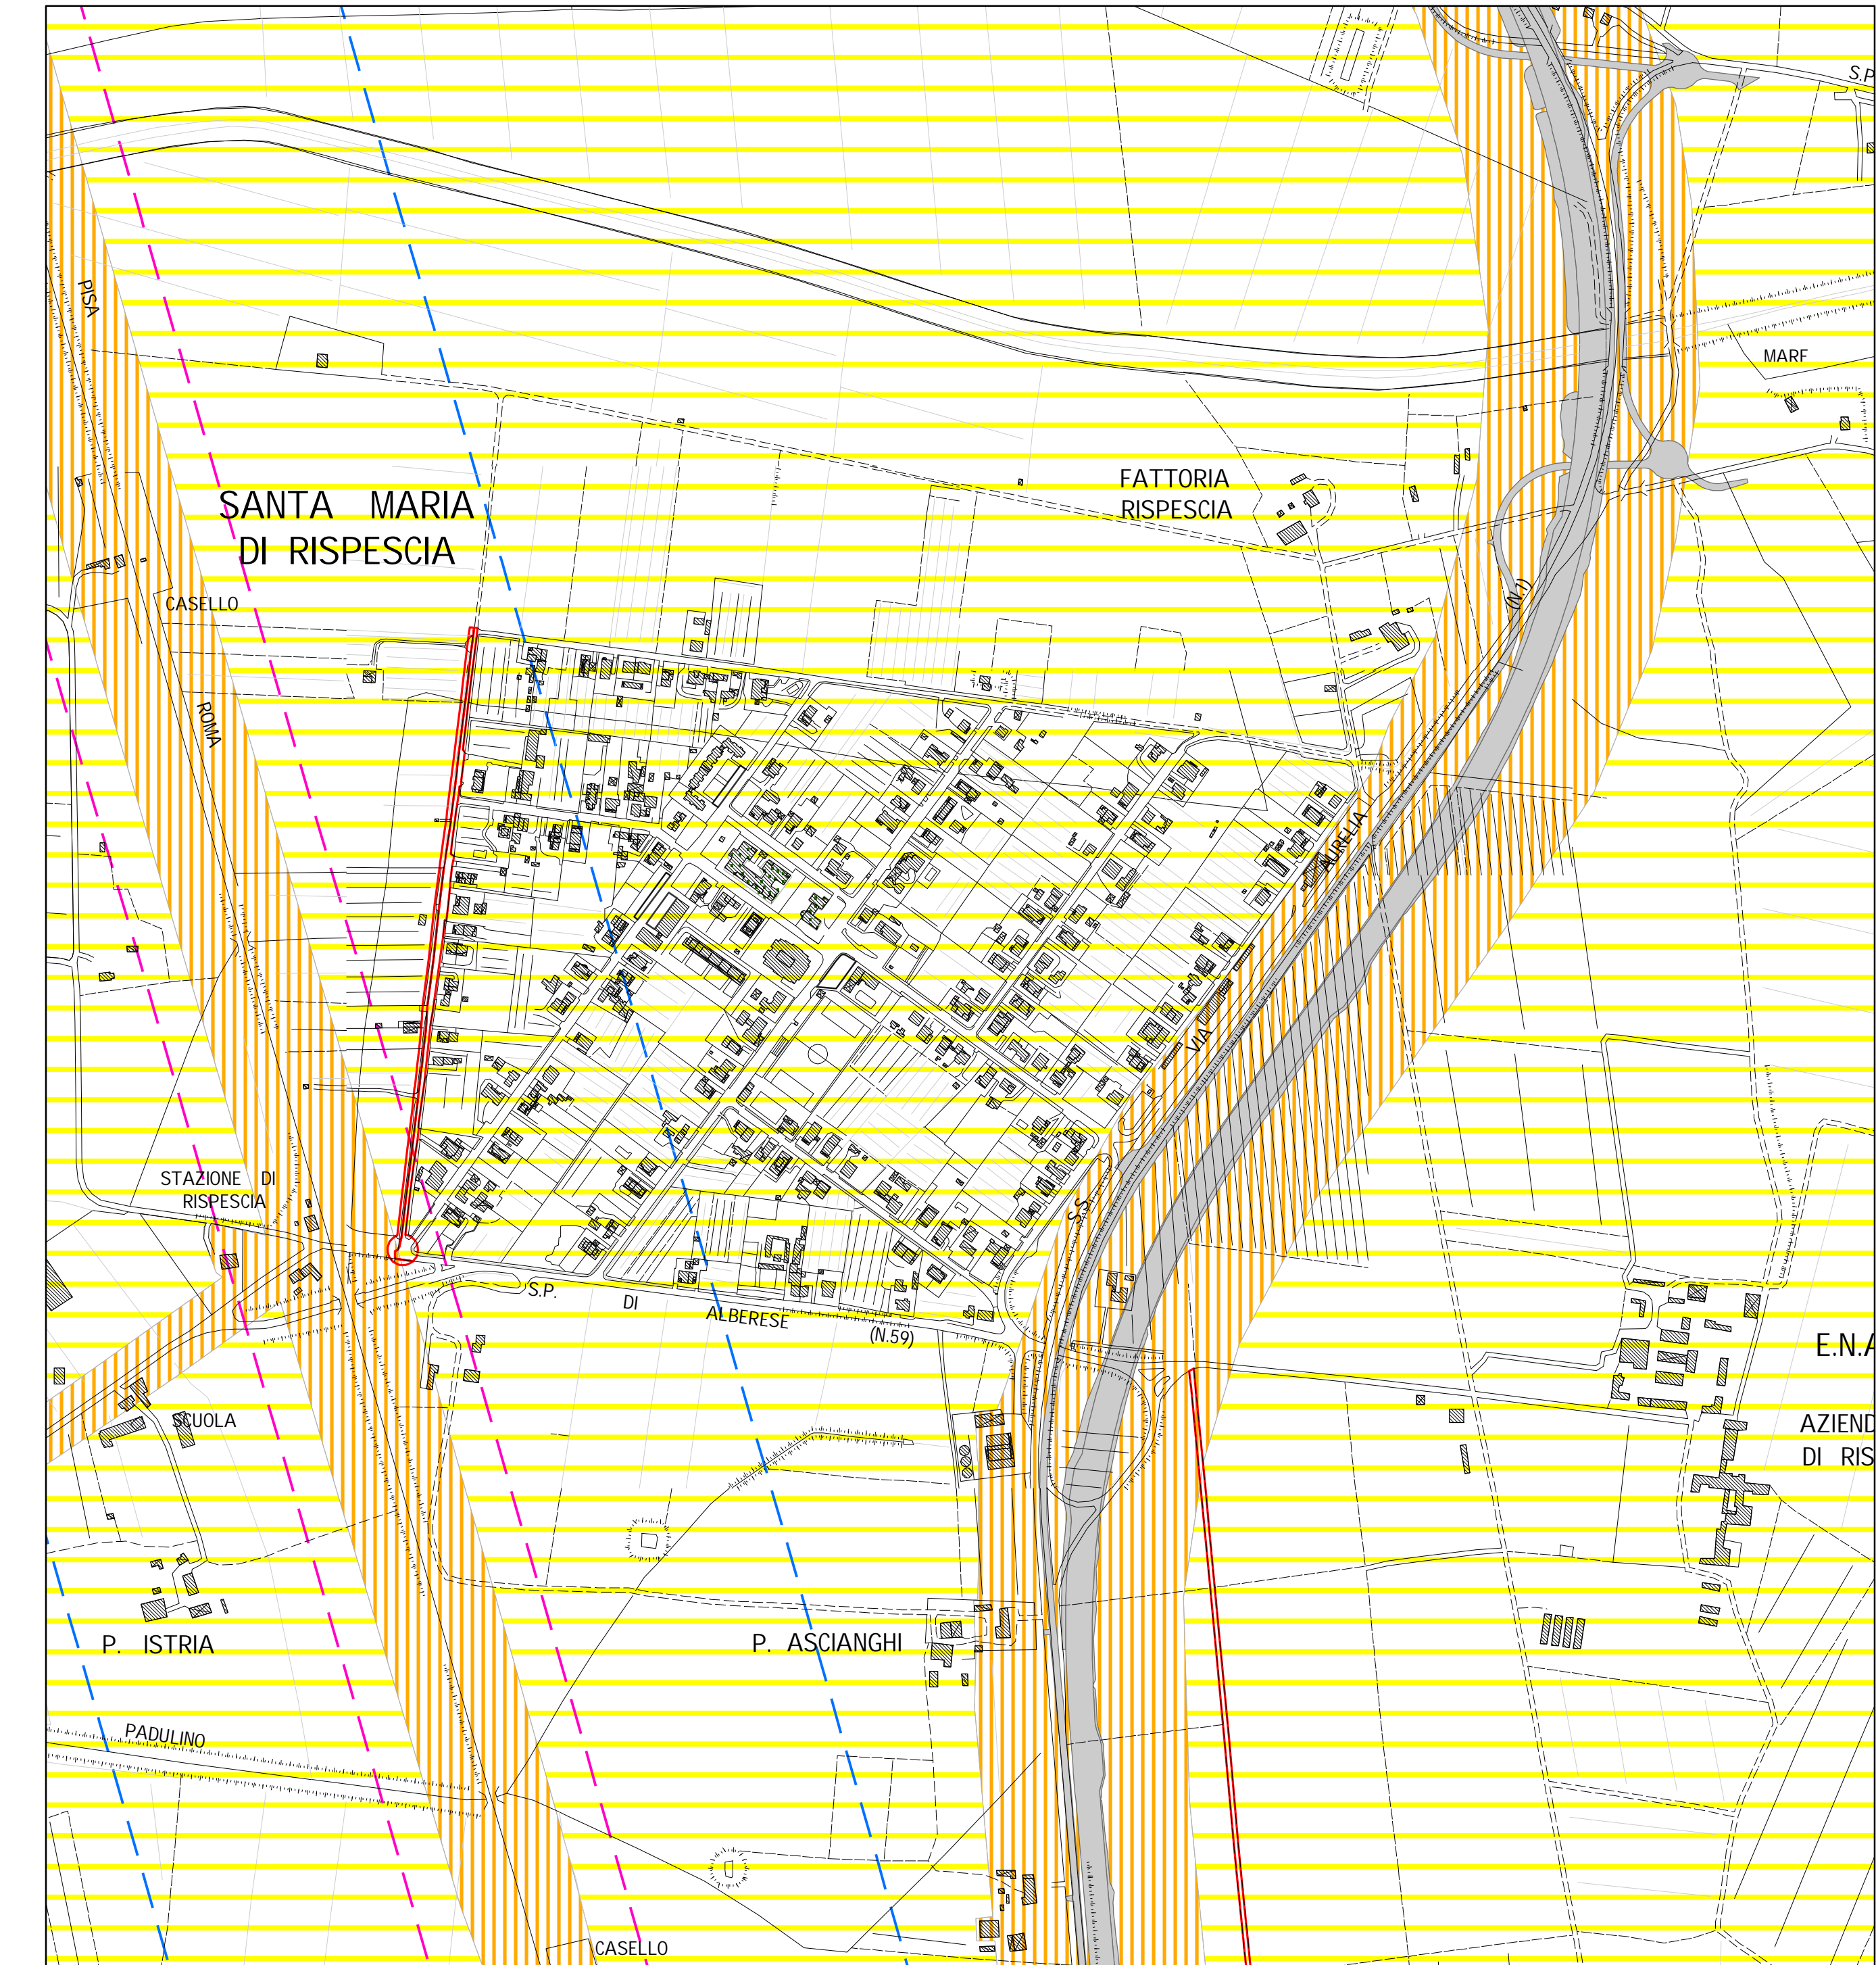 S.P
PISA
MARF
SANTA MARIA
DI RISPESCIA
FATTORIA
RISPESCIA
CASELLO
(N.1)
ROMA
AURELIA
VIA
STAZIONE DI
RISPESCIA
S.S.
S.P. DI ALBERESE (N.59)
E.N.A
SCUOLA
AZIEND
DI RIS
P. ISTRIA
P. ASCIANGHI
PADULINO
CASELLO